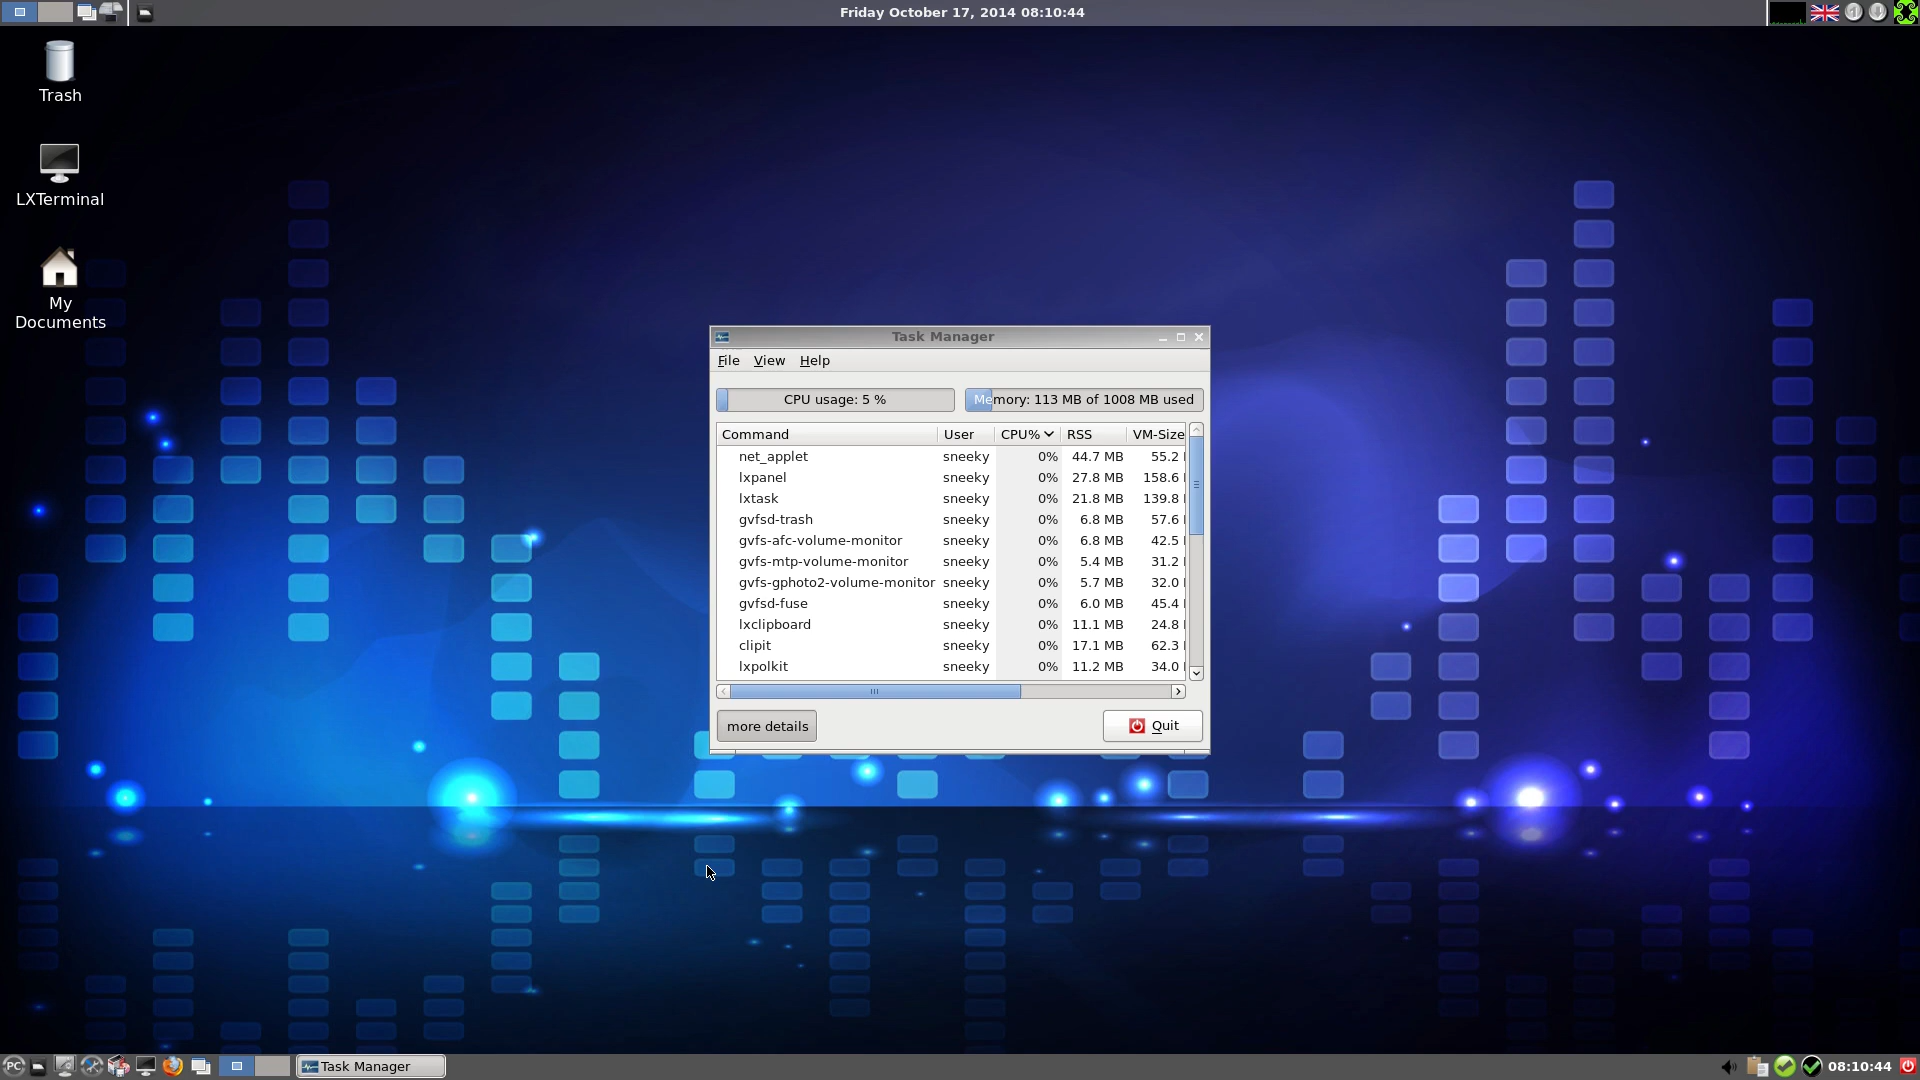 Friday October 17, 2014 08:10:44
Trash
LXTerminal
My
Documents
Task Manager
File View Help
CPU usage: 5 %
Memory: 113 MB of 1008 MB used
Command User CPU% RSS VM-Size
net_applet sneeky 0% 44.7 MB 55.2
lxpanel sneeky 0% 27.8 MB 158.6
lxtask sneeky 0% 21.8 MB 139.8
gvfsd-trash sneeky 0% 6.8 MB 57.6
gvfs-afc-volume-monitor sneeky 0% 6.8 MB 42.5
gvfs-mtp-volume-monitor sneeky 0% 5.4 MB 31.2
gvfs-gphoto2-volume-monitor sneeky 0% 5.7 MB 32.0
gvfsd-fuse sneeky 0% 6.0 MB 45.4
lxclipboard sneeky 0% 11.1 MB 24.8
clipit sneeky 0% 17.1 MB 62.3
lxpolkit sneeky 0% 11.2 MB 34.0
more details
Quit
PC
Task Manager
08:10:44